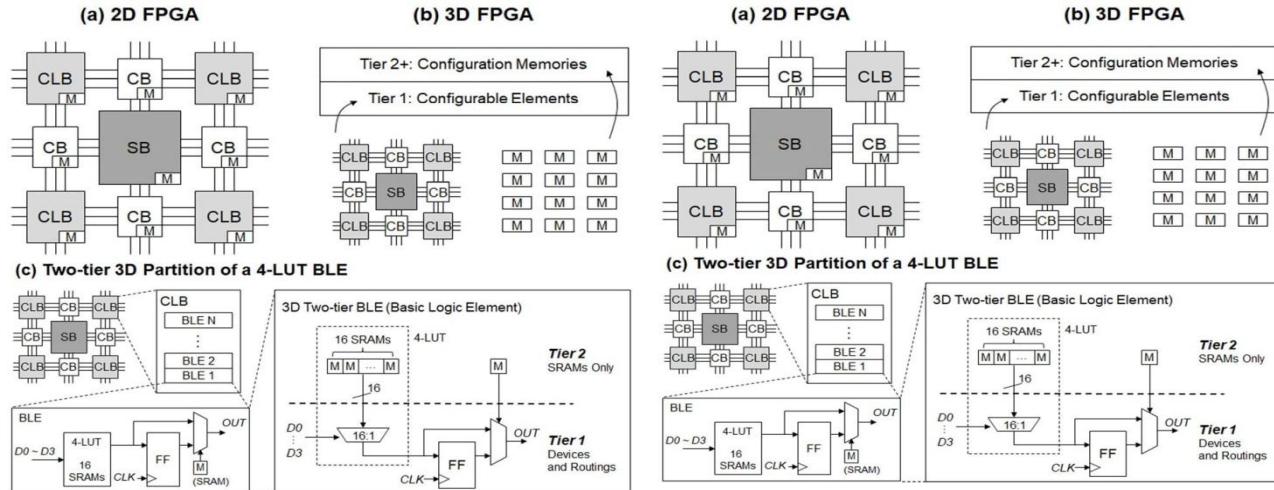 (a) 2D FPGA
CLB
M
CB
M
CLB
M
CB
M
SB
M
CB
M
CLB
M
CB
M
CLB
M
(b) 3D FPGA
Tier 2+: Configuration Memories
Tier 1: Configurable Elements
CLB CB CLB
CB SB CB
CLB CB CLB
M M M
M M M
M M M
M M M
(c) Two-tier 3D Partition of a 4-LUT BLE
CLB CB CLB
CB SB CB
CLB CB CLB
CLB
BLE N
⋮
BLE 2
BLE 1
BLE
D0 ~ D3
4-LUT
16
SRAMs
CLK
FF
OUT
M
(SRAM)
3D Two-tier BLE (Basic Logic Element)
16 SRAMs
4-LUT
M M ... M
16
M
Tier 2
SRAMs Only
D0
⋮
D3
16:1
CLK
FF
OUT
Tier 1
Devices
and Routings
(a) 2D FPGA
CLB
M
CB
M
CLB
M
CB
M
SB
M
CB
M
CLB
M
CB
M
CLB
M
(b) 3D FPGA
Tier 2+: Configuration Memories
Tier 1: Configurable Elements
CLB CB CLB
CB SB CB
CLB CB CLB
M M M
M M M
M M M
M M M
(c) Two-tier 3D Partition of a 4-LUT BLE
CLB CB CLB
CB SB CB
CLB CB CLB
CLB
BLE N
⋮
BLE 2
BLE 1
BLE
D0 ~ D3
4-LUT
16
SRAMs
CLK
FF
OUT
M
(SRAM)
3D Two-tier BLE (Basic Logic Element)
16 SRAMs
4-LUT
M M ... M
16
M
Tier 2
SRAMs Only
D0
⋮
D3
16:1
CLK
FF
OUT
Tier 1
Devices
and Routings